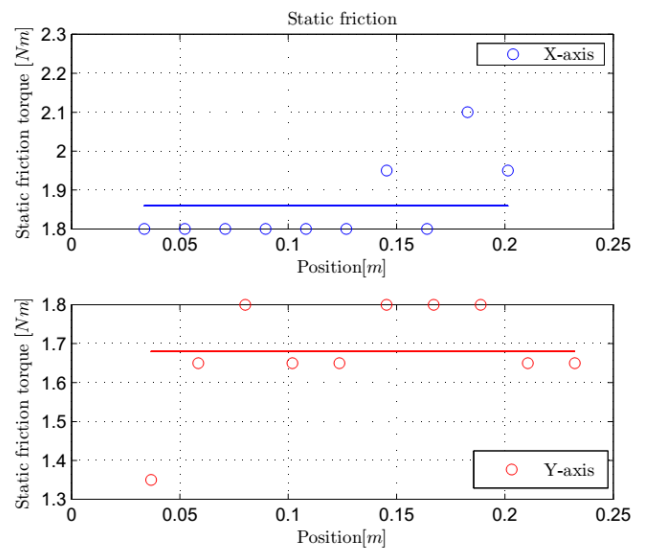 Static friction
Static friction torque [Nm]
2.3
2.2
2.1
2
1.9
1.8
X-axis
0 0.05 0.1 0.15 0.2 0.25
Position[m]
Static friction torque [Nm]
1.8
1.7
1.6
1.5
1.4
1.3
Y-axis
0 0.05 0.1 0.15 0.2 0.25
Position[m]